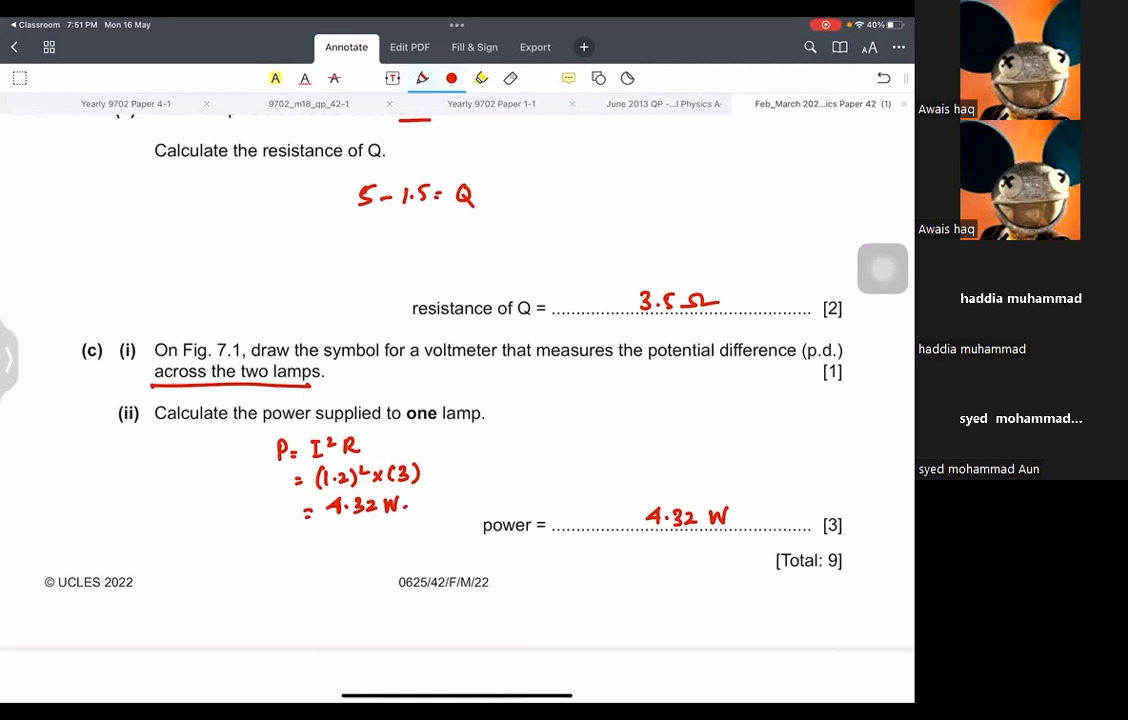 Classroom 7:51 PM Mon 16 May
40%
Annotate Edit PDF Fill & Sign Export
AA
A A A T
Yearly 9702 Paper 4-1 × 9702_m18_qp_42-1 × Yearly 9702 Paper 1-1 × June 2013 QP -...l Physics A- Feb_March 202...ics Paper 42 (1) ×
Calculate the resistance of Q.
5 - 1.5 = Q
resistance of Q = 3.5 Ω [2]
(c) (i) On Fig. 7.1, draw the symbol for a voltmeter that measures the potential difference (p.d.)
across the two lamps. [1]
(ii) Calculate the power supplied to one lamp.
P = I² R
= (1.2)² × (3)
= 4.32 W.
power = 4.32 W [3]
[Total: 9]
© UCLES 2022 0625/42/F/M/22
Awais haq
Awais haq
haddia muhammad
haddia muhammad
syed mohammad...
syed mohammad Aun